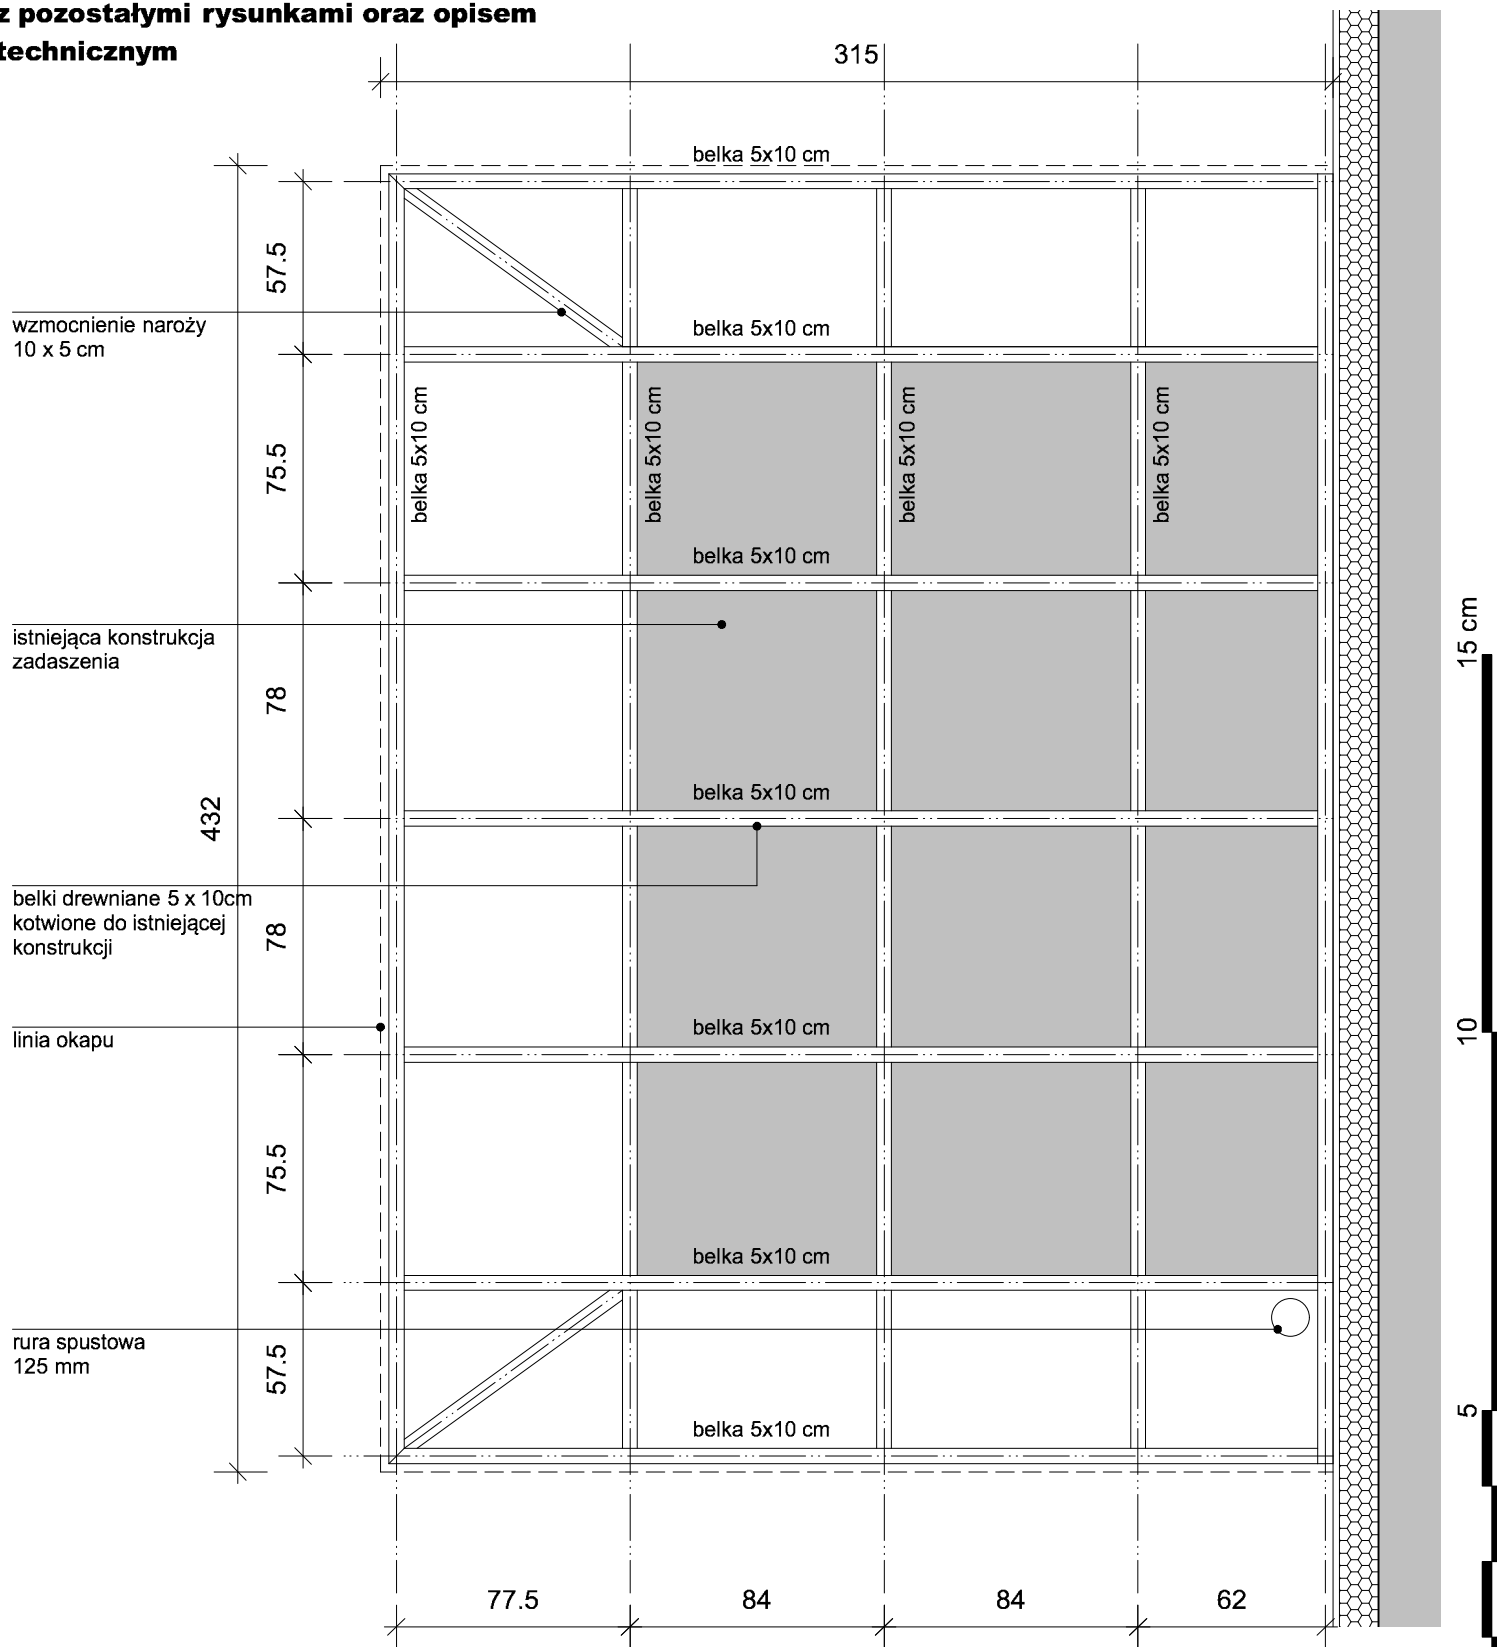 z pozostałymi rysunkami oraz opisem
technicznym
315
belka 5x10 cm
57.5
wzmocnienie naroży
10 x 5 cm
belka 5x10 cm
75.5
belka 5x10 cm
belka 5x10 cm
belka 5x10 cm
belka 5x10 cm
belka 5x10 cm
istniejąca konstrukcja
zadaszenia
15 cm
78
belka 5x10 cm
432
belki drewniane 5 x 10cm
kotwione do istniejącej
konstrukcji
78
belka 5x10 cm
linia okapu
10
75.5
belka 5x10 cm
rura spustowa
125 mm
57.5
belka 5x10 cm
5
77.5
84
84
62